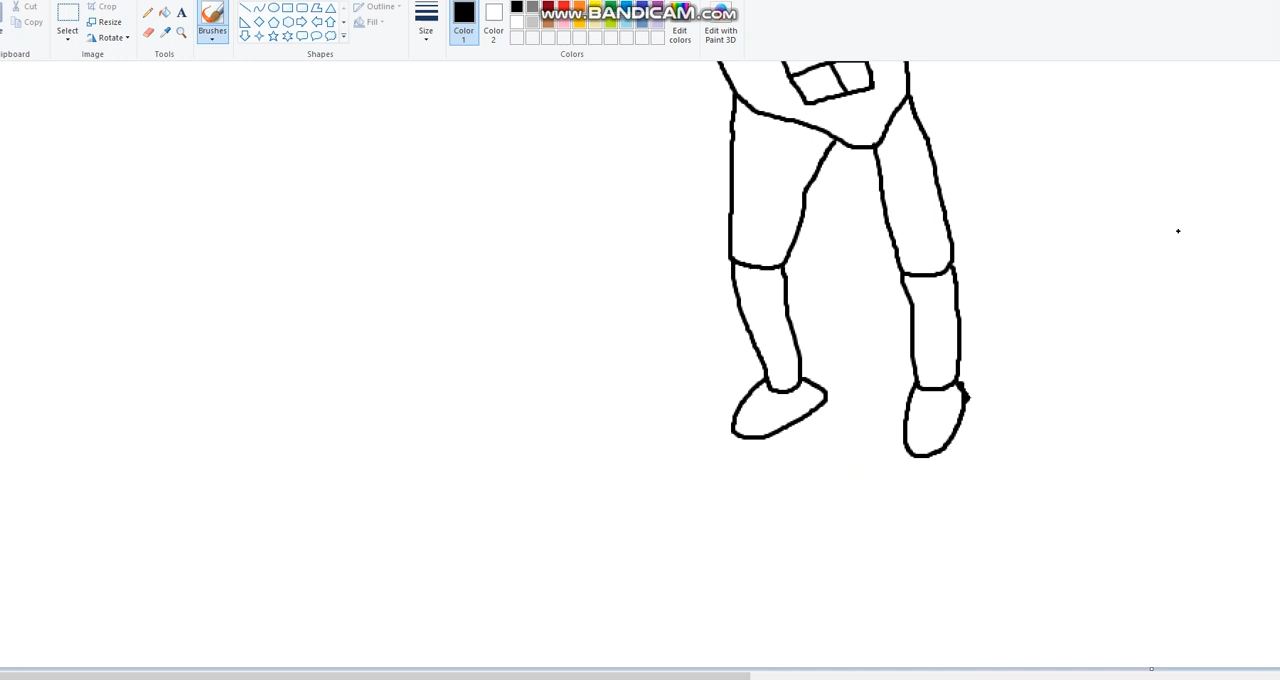 Cut
Copy
ipboard
Select
Crop
Resize
Rotate
Image
A
Tools
Brushes
Outline
Fill
Shapes
Size
Color
1
Color
2
www.BANDICAM.com
Edit
colors
Colors
Edit with
Paint 3D